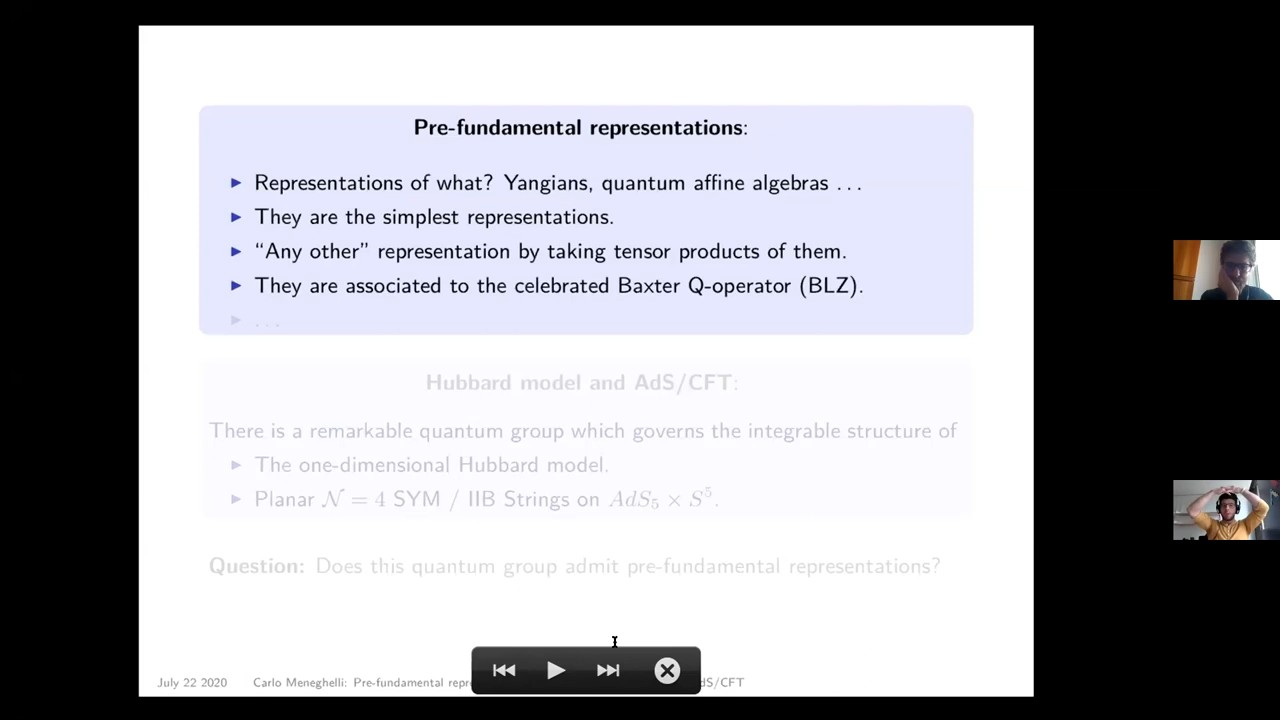 Pre-fundamental representations:
▶ Representations of what? Yangians, quantum affine algebras ...
▶ They are the simplest representations.
▶ “Any other” representation by taking tensor products of them.
▶ They are associated to the celebrated Baxter Q-operator (BLZ).
▶ ...
Hubbard model and AdS/CFT:
There is a remarkable quantum group which governs the integrable structure of
▶ The one-dimensional Hubbard model.
▶ Planar 𝒩 = 4 SYM / IIB Strings on AdS₅ × S⁵.
Question: Does this quantum group admit pre-fundamental representations?
July 22 2020 Carlo Meneghelli: Pre-fundamental repr dS/CFT